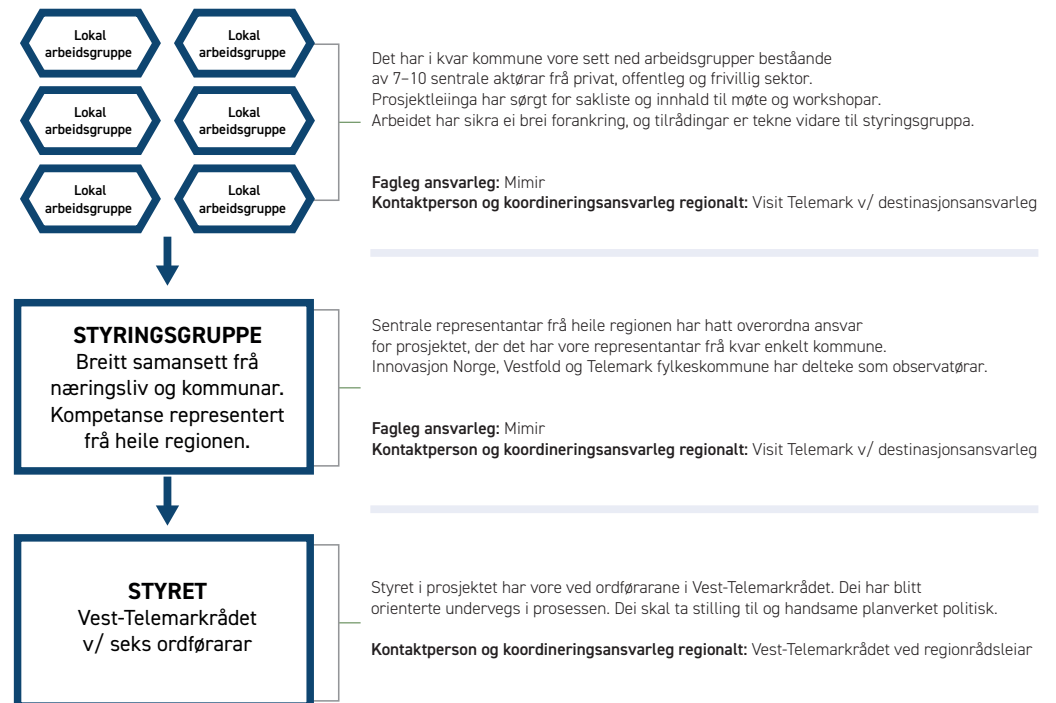 Lokal
arbeidsgruppe
Lokal
arbeidsgruppe
Lokal
arbeidsgruppe
Lokal
arbeidsgruppe
Lokal
arbeidsgruppe
Lokal
arbeidsgruppe
Det har i kvar kommune vore sett ned arbeidsgrupper beståande
av 7–10 sentrale aktørar frå privat, offentleg og frivillig sektor.
Prosjektleiinga har sørgt for sakliste og innhald til møte og workshopar.
Arbeidet har sikra ei brei forankring, og tilrådingar er tekne vidare til styringsgruppa.
Fagleg ansvarleg: Mimir
Kontaktperson og koordineringsansvarleg regionalt: Visit Telemark v/ destinasjonsansvarleg
STYRINGSGRUPPE
Breitt samansett frå
næringsliv og kommunar.
Kompetanse representert
frå heile regionen.
Sentrale representantar frå heile regionen har hatt overordna ansvar
for prosjektet, der det har vore representantar frå kvar enkelt kommune.
Innovasjon Norge, Vestfold og Telemark fylkeskommune har delteke som observatørar.
Fagleg ansvarleg: Mimir
Kontaktperson og koordineringsansvarleg regionalt: Visit Telemark v/ destinasjonsansvarleg
STYRET
Vest-Telemarkrådet
v/ seks ordførarar
Styret i prosjektet har vore ved ordførarane i Vest-Telemarkrådet. Dei har blitt
orienterte undervegs i prosessen. Dei skal ta stilling til og handsame planverket politisk.
Kontaktperson og koordineringsansvarleg regionalt: Vest-Telemarkrådet ved regionrådsleiar